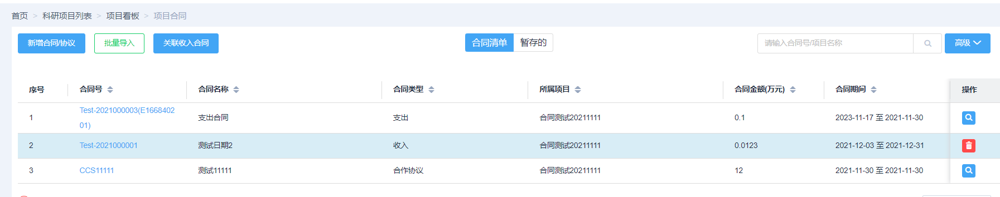 首页 > 科研项目列表 > 项目看板 > 项目合同
新增合同/协议 批量导入 关联收入合同 合同清单 暂存的 请输入合同号/项目名称 高级
序号 合同号 合同名称 合同类型 所属项目 合同金额(万元) 合同期间 操作
1 Test-2021000003(E1668402
01) 支出合同 支出 合同测试20211111 0.1 2023-11-17 至 2021-11-30
2 Test-2021000001 测试日期2 收入 合同测试20211111 0.0123 2021-12-03 至 2021-12-31
3 CCS11111 测试11111 合作协议 合同测试20211111 12 2021-11-30 至 2021-11-30